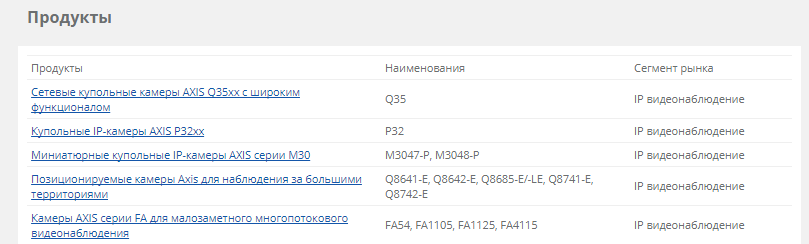 Продукты
Продукты Наименования Сегмент рынка
Сетевые купольные камеры AXIS Q35xx с широким
функционалом
Q35 IP видеонаблюдение
Купольные IP-камеры AXIS P32xx P32 IP видеонаблюдение
Миниатюрные купольные IP-камеры AXIS серии M30 M3047-P, M3048-P IP видеонаблюдение
Позиционируемые камеры Axis для наблюдения за большими
территориями
Q8641-E, Q8642-E, Q8685-E/-LE, Q8741-E,
Q8742-E
IP видеонаблюдение
Камеры AXIS серии FA для малозаметного многопотокового
видеонаблюдения
FA54, FA1105, FA1125, FA4115 IP видеонаблюдение